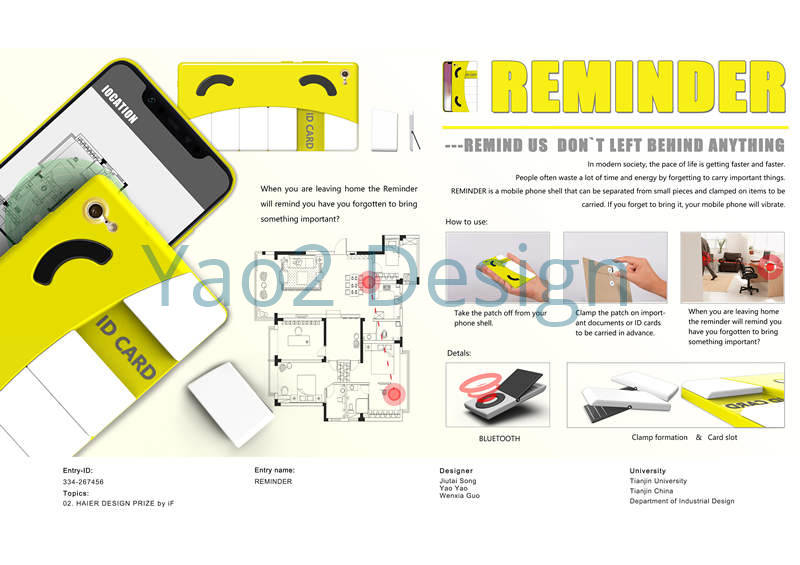 REMINDER
---REMIND US DON`T LEFT BEHIND ANYTHING
In modern society, the pace of life is getting faster and faster.
People often waste a lot of time and energy by forgetting to carry important things.
REMINDER is a mobile phone shell that can be separated from small pieces and clamped on items to be
carried. If you forget to bring it, your mobile phone will vibrate.
lOCATION
ID CARD
ID CARD
When you are leaving home the Reminder
will remind you have you forgotten to bring
something important?
How to use:
Take the patch off from your
phone shell.
Clamp the patch on import-
ant documents or ID cards
to be carried in advance.
When you are leaving home
the reminder will remind you
have you forgotten to bring
something important?
Detals:
BLUETOOTH
Clamp formation & Card slot
Yao2 Design
Entry-ID:
334-267456
Topics:
02. HAIER DESIGN PRIZE by iF
Entry name:
REMINDER
Designer
Jiutai Song
Yao Yao
Wenxia Guo
University
Tianjin University
Tianjin China
Department of Industrial Design